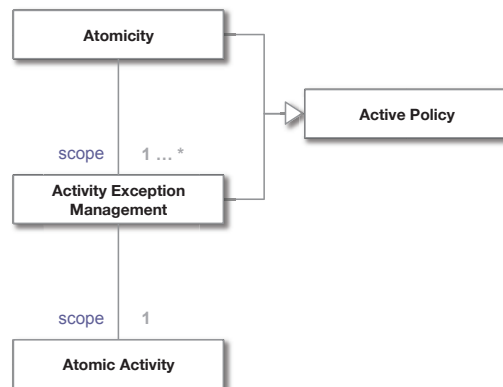 Atomicity
Active Policy
scope 1 ... *
Activity Exception
Management
scope 1
Atomic Activity